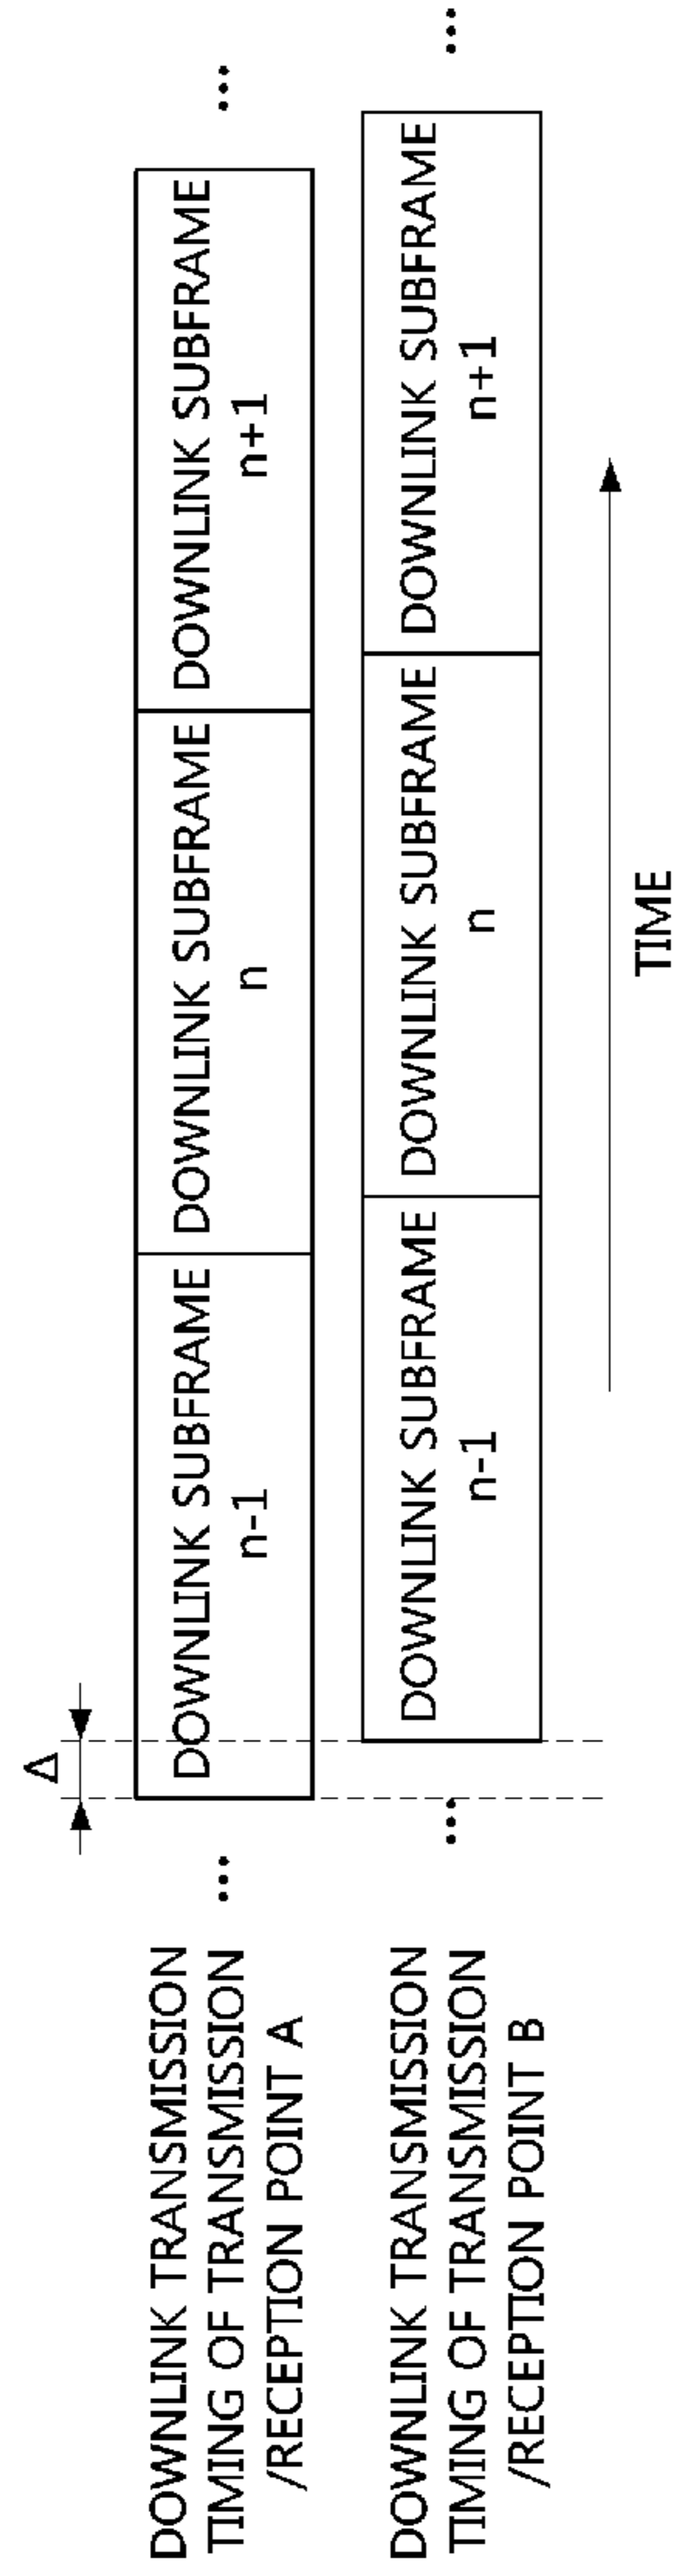 Δ
DOWNLINK TRANSMISSION
TIMING OF TRANSMISSION
/RECEPTION POINT A
...
DOWNLINK SUBFRAME
n-1
DOWNLINK SUBFRAME
n
DOWNLINK SUBFRAME
n+1
...
DOWNLINK TRANSMISSION
TIMING OF TRANSMISSION
/RECEPTION POINT B
...
DOWNLINK SUBFRAME
n-1
DOWNLINK SUBFRAME
n
DOWNLINK SUBFRAME
n+1
...
TIME